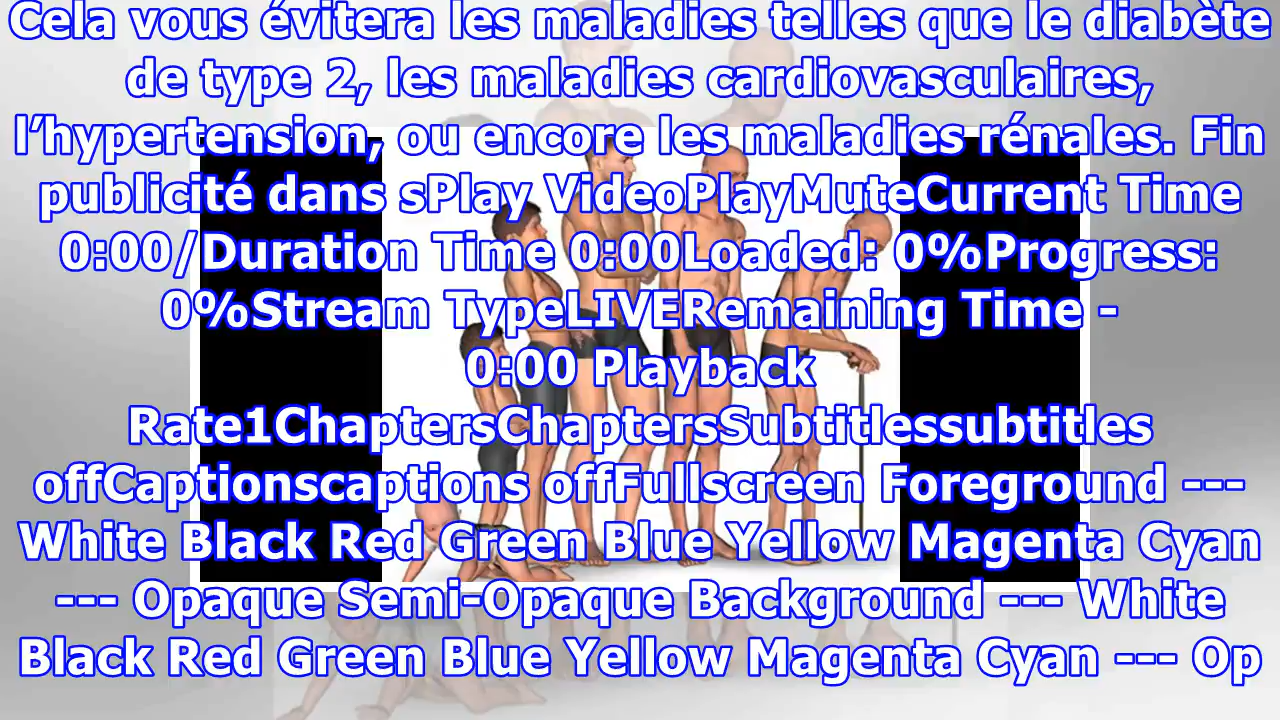 Cela vous évitera les maladies telles que le diabète
de type 2, les maladies cardiovasculaires,
l’hypertension, ou encore les maladies rénales. Fin
publicité dans sPlay VideoPlayMuteCurrent Time
0:00/Duration Time 0:00Loaded: 0%Progress:
0%Stream TypeLIVERemaining Time -
0:00 Playback
Rate1ChaptersChaptersSubtitlessubtitles
offCaptionscaptions offFullscreen Foreground ---
White Black Red Green Blue Yellow Magenta Cyan
--- Opaque Semi-Opaque Background --- White
Black Red Green Blue Yellow Magenta Cyan --- Op